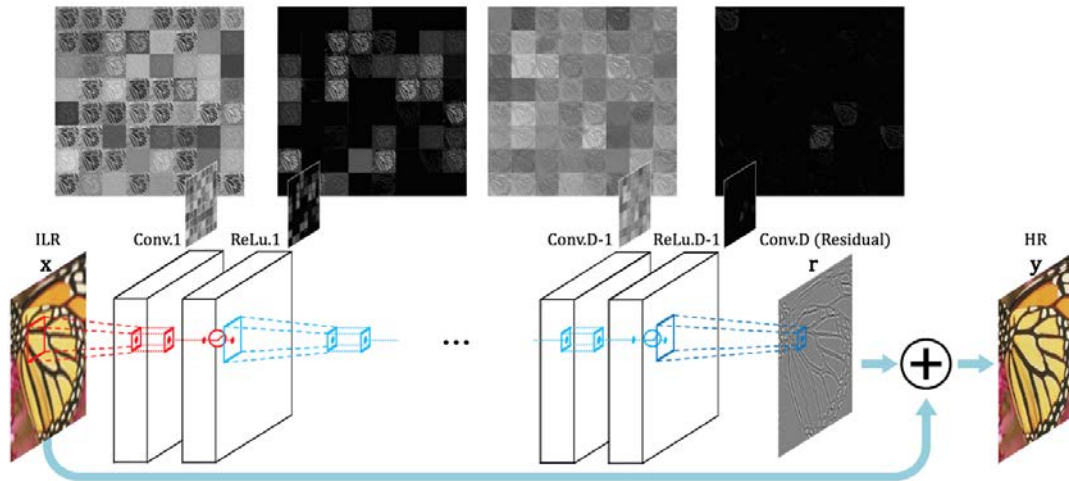 ILR
x
Conv.1
ReLu.1
...
Conv.D-1
ReLu.D-1
Conv.D (Residual)
r
+
HR
y